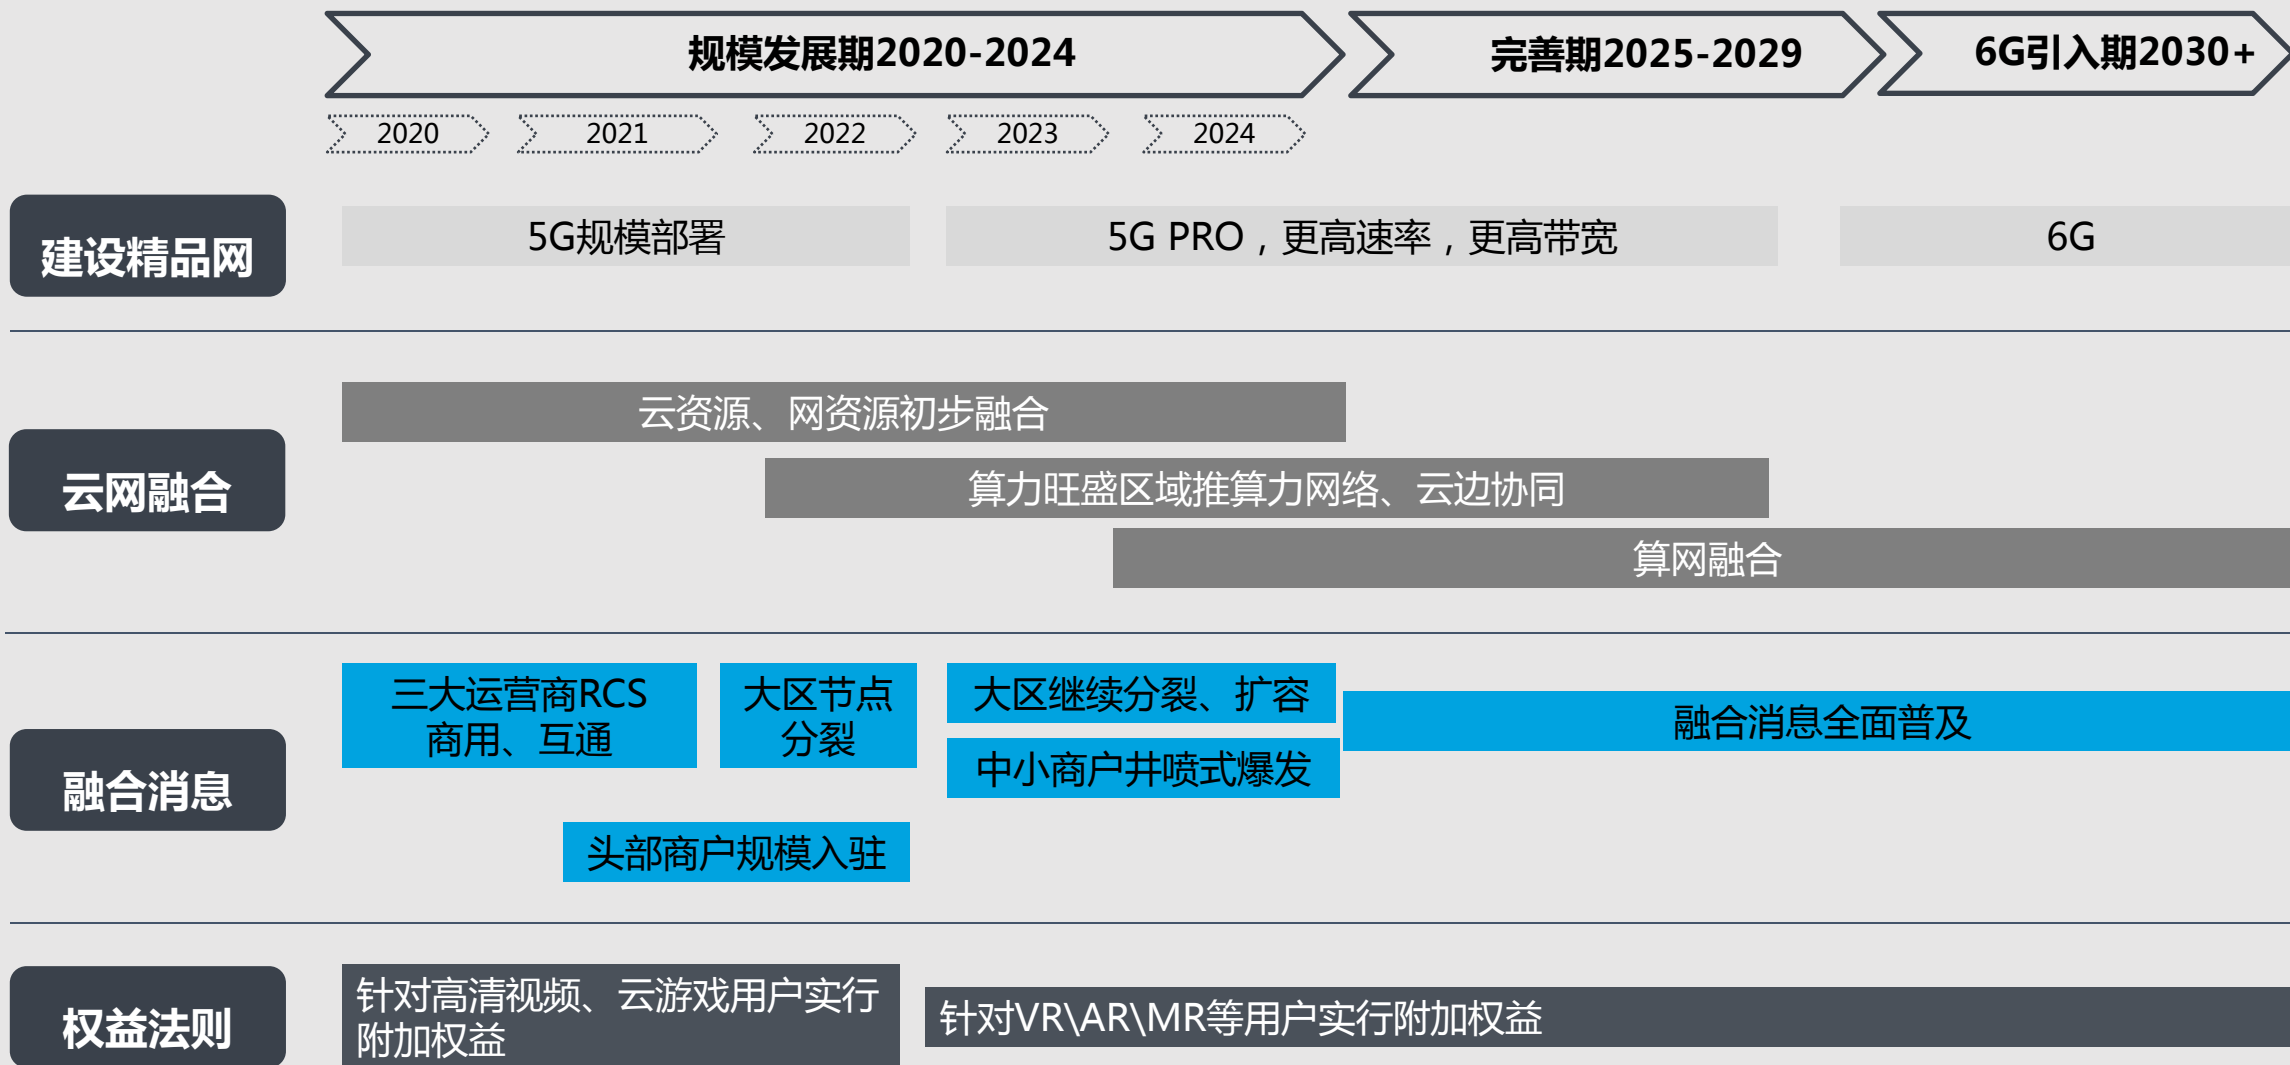 规模发展期2020-2024
完善期2025-2029
6G引入期2030+
2020
2021
2022
2023
2024
建设精品网
5G规模部署
5G PRO，更高速率，更高带宽
6G
云网融合
云资源、网资源初步融合
算力旺盛区域推算力网络、云边协同
算网融合
融合消息
三大运营商RCS
商用、互通
大区节点
分裂
大区继续分裂、扩容
中小商户井喷式爆发
融合消息全面普及
头部商户规模入驻
权益法则
针对高清视频、云游戏用户实行
附加权益
针对VR\AR\MR等用户实行附加权益